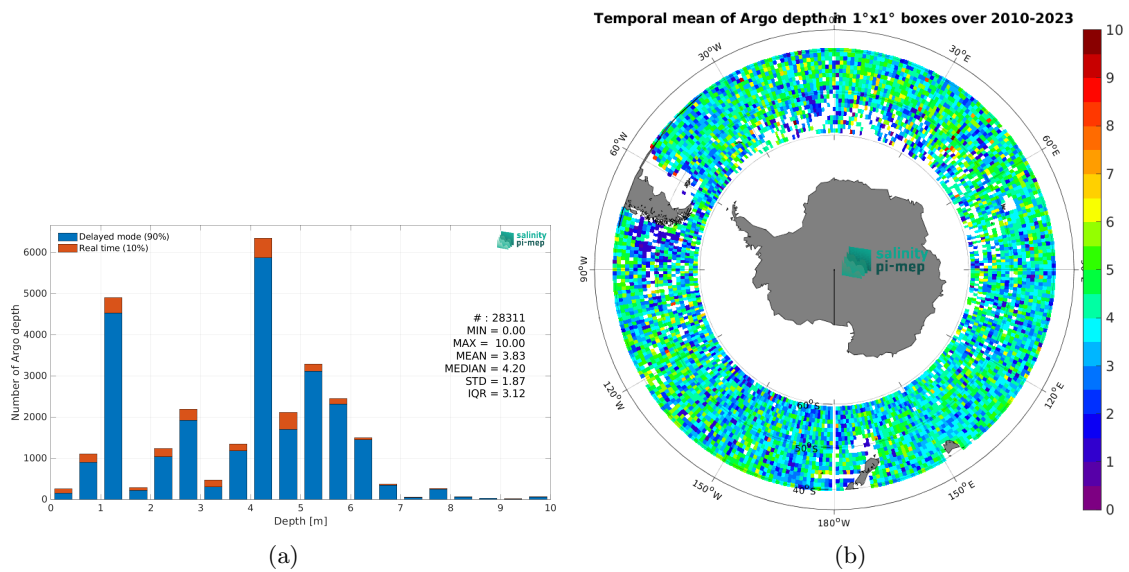 Temporal mean of Argo depth in 1°x1° boxes over 2010-2023
Delayed mode (90%)
Real time (10%)
salinity
pi-mep
Number of Argo depth
6000
5000
4000
3000
2000
1000
0
# : 28311
MIN = 0.00
MAX = 10.00
MEAN = 3.83
MEDIAN = 4.20
STD = 1.87
IQR = 3.12
0 1 2 3 4 5 6 7 8 9 10
Depth [m]
(a)
30°W
30°E
60°W
60°E
90°W
120°W
120°E
150°W
150°E
180°W
60°S
50°S
40°S
salinity
pi-mep
10
9
8
7
6
5
4
3
2
1
0
(b)